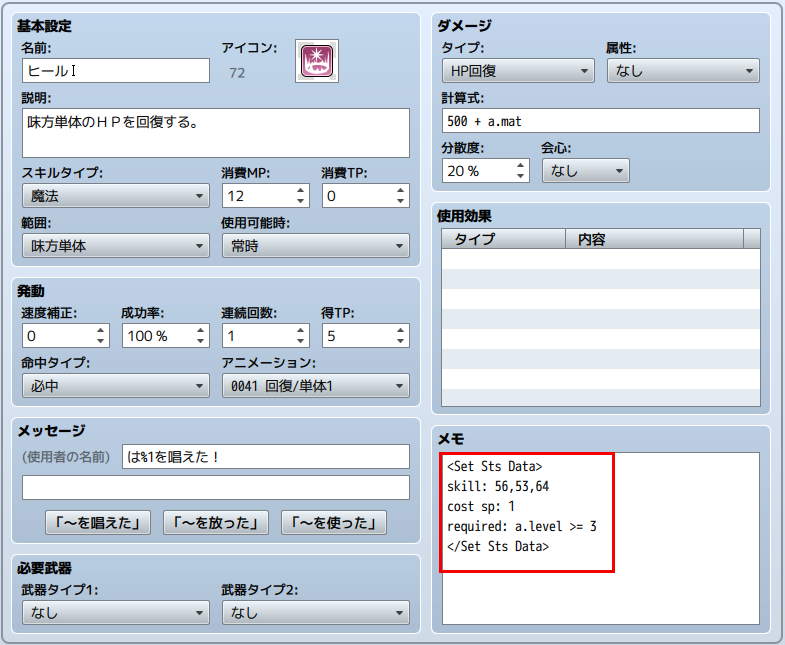 基本設定
名前:
アイコン:
ヒールⅠ
72
説明:
味方単体のＨＰを回復する。
スキルタイプ:
消費MP:
消費TP:
魔法
12
0
範囲:
使用可能時:
味方単体
常時
発動
速度補正:
成功率:
連続回数:
得TP:
0
100 %
1
5
命中タイプ:
アニメーション:
必中
0041 回復/単体1
メッセージ
(使用者の名前)
は%1を唱えた！
「～を唱えた」
「～を放った」
「～を使った」
必要武器
武器タイプ1:
武器タイプ2:
なし
なし
ダメージ
タイプ:
属性:
HP回復
なし
計算式:
500 + a.mat
分散度:
会心:
20 %
なし
使用効果
タイプ
内容
メモ
<Set Sts Data>
skill: 56,53,64
cost sp: 1
required: a.level >= 3
</Set Sts Data>